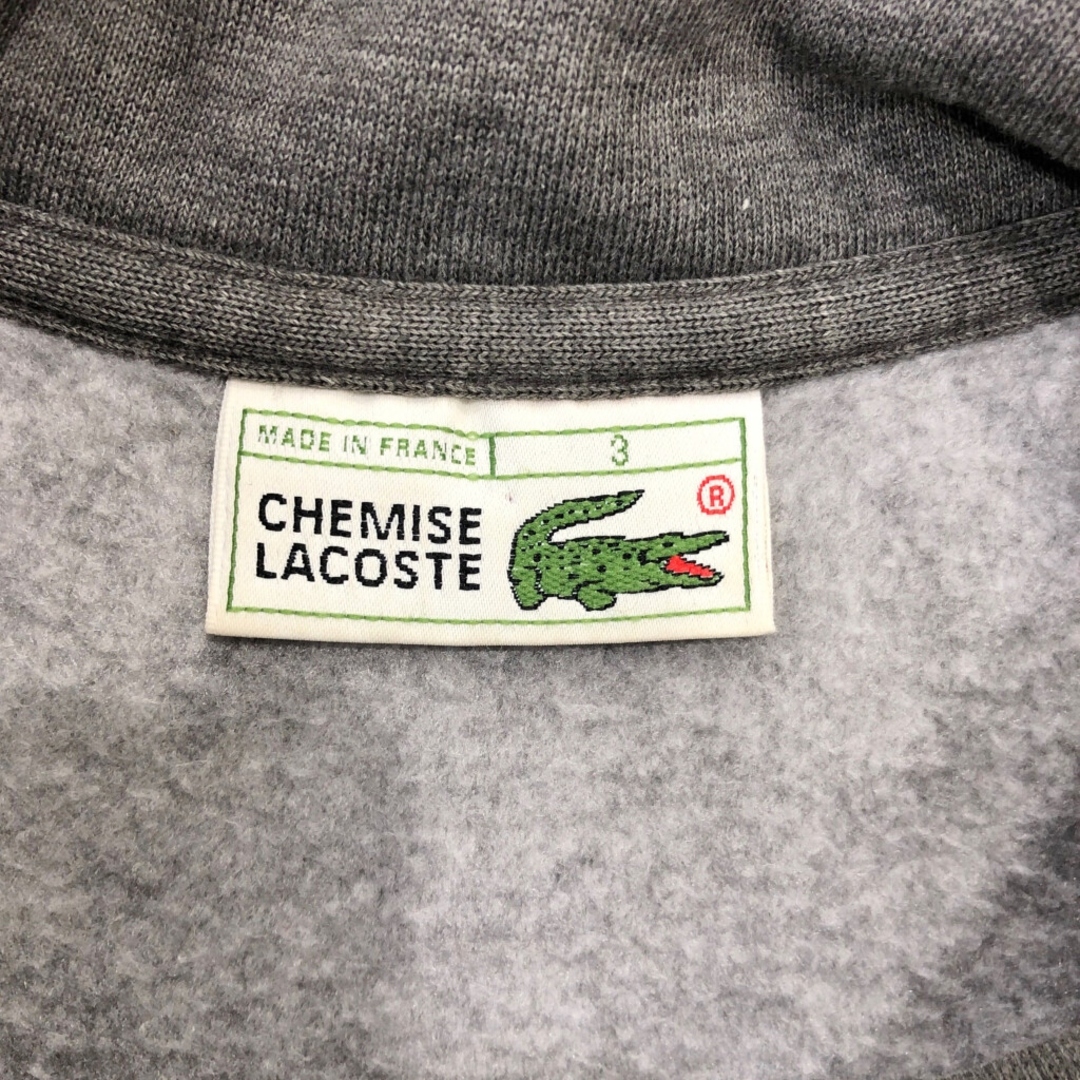 MADE IN FRANCE 3
®
CHEMISE
LACOSTE